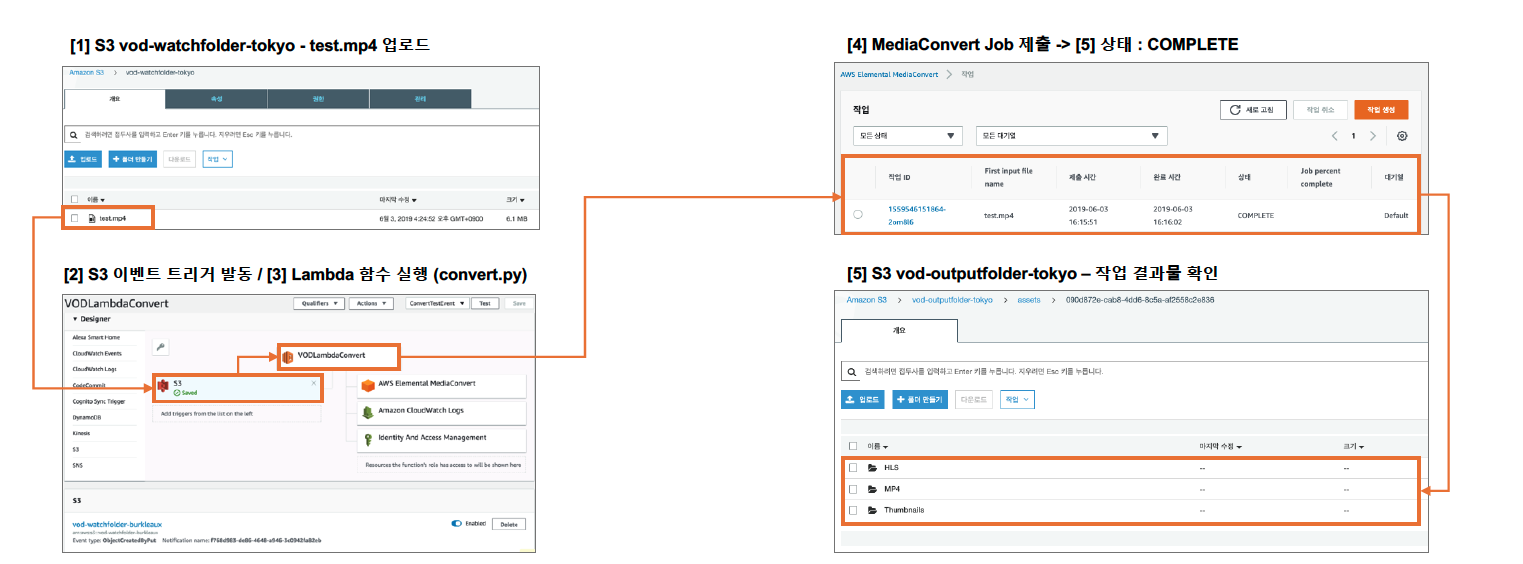 [1] S3 vod-watchfolder-tokyo - test.mp4 업로드
Amazon S3 > vod-watchfolder-tokyo
개요 속성 권한 관리
검색하려면 접두사를 입력하고 Enter 키를 누릅니다. 지우려면 Esc 키를 누릅니다.
업로드 + 폴더 만들기 다운로드 작업
이름 마지막 수정 크기
test.mp4 6월 3, 2019 4:24:52 오후 GMT+0900 6.1 MB
[2] S3 이벤트 트리거 발동 / [3] Lambda 함수 실행 (convert.py)
VODLambdaConvert Qualifiers Actions ConvertTestEvent Test Save
Designer
Alexa Smart Home
CloudWatch Events
CloudWatch Logs
CodeCommit
Cognito Sync Trigger
DynamoDB
Kinesis
S3
SNS
VODLambdaConvert
S3
Saved
Add triggers from the list on the left
AWS Elemental MediaConvert
Amazon CloudWatch Logs
Identity And Access Management
Resources the function's role has access to will be shown here
S3
vod-watchfolder-burkleaux Enabled Delete
Event type: ObjectCreatedByPut Notification name:
[4] MediaConvert Job 제출 -> [5] 상태 : COMPLETE
AWS Elemental MediaConvert > 작업
작업 새로 고침 작업 취소 작업 생성
모든 상태 모든 대기열 < 1 >
작업 ID First input file name 제출 시간 완료 시간 상태 Job percent complete 대기열
1559546151864- test.mp4 2019-06-03 16:15:51 2019-06-03 16:16:02 COMPLETE Default
[5] S3 vod-outputfolder-tokyo – 작업 결과물 확인
Amazon S3 > vod-outputfolder-tokyo > assets > 090d872e-cab8-4dd6-8c5a-af2658c2e836
개요
검색하려면 접두사를 입력하고 Enter 키를 누릅니다. 지우려면 Esc 키를 누릅니다.
업로드 + 폴더 만들기 다운로드 작업
이름 마지막 수정 크기
HLS -- --
MP4 -- --
Thumbnails -- --